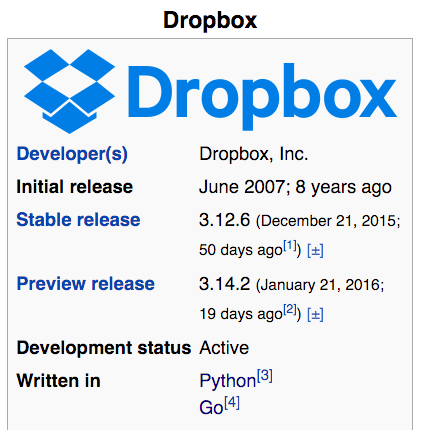 Dropbox
Dropbox
Developer(s) Dropbox, Inc.
Initial release June 2007; 8 years ago
Stable release 3.12.6 (December 21, 2015;
50 days ago[1]) [±]
Preview release 3.14.2 (January 21, 2016;
19 days ago[2]) [±]
Development status Active
Written in Python[3]
Go[4]